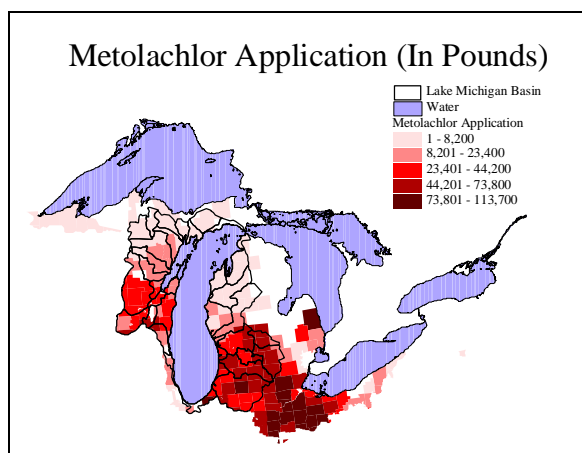 Metolachlor Application (In Pounds)
Lake Michigan Basin
Water
Metolachlor Application
1 - 8,200
8,201 - 23,400
23,401 - 44,200
44,201 - 73,800
73,801 - 113,700